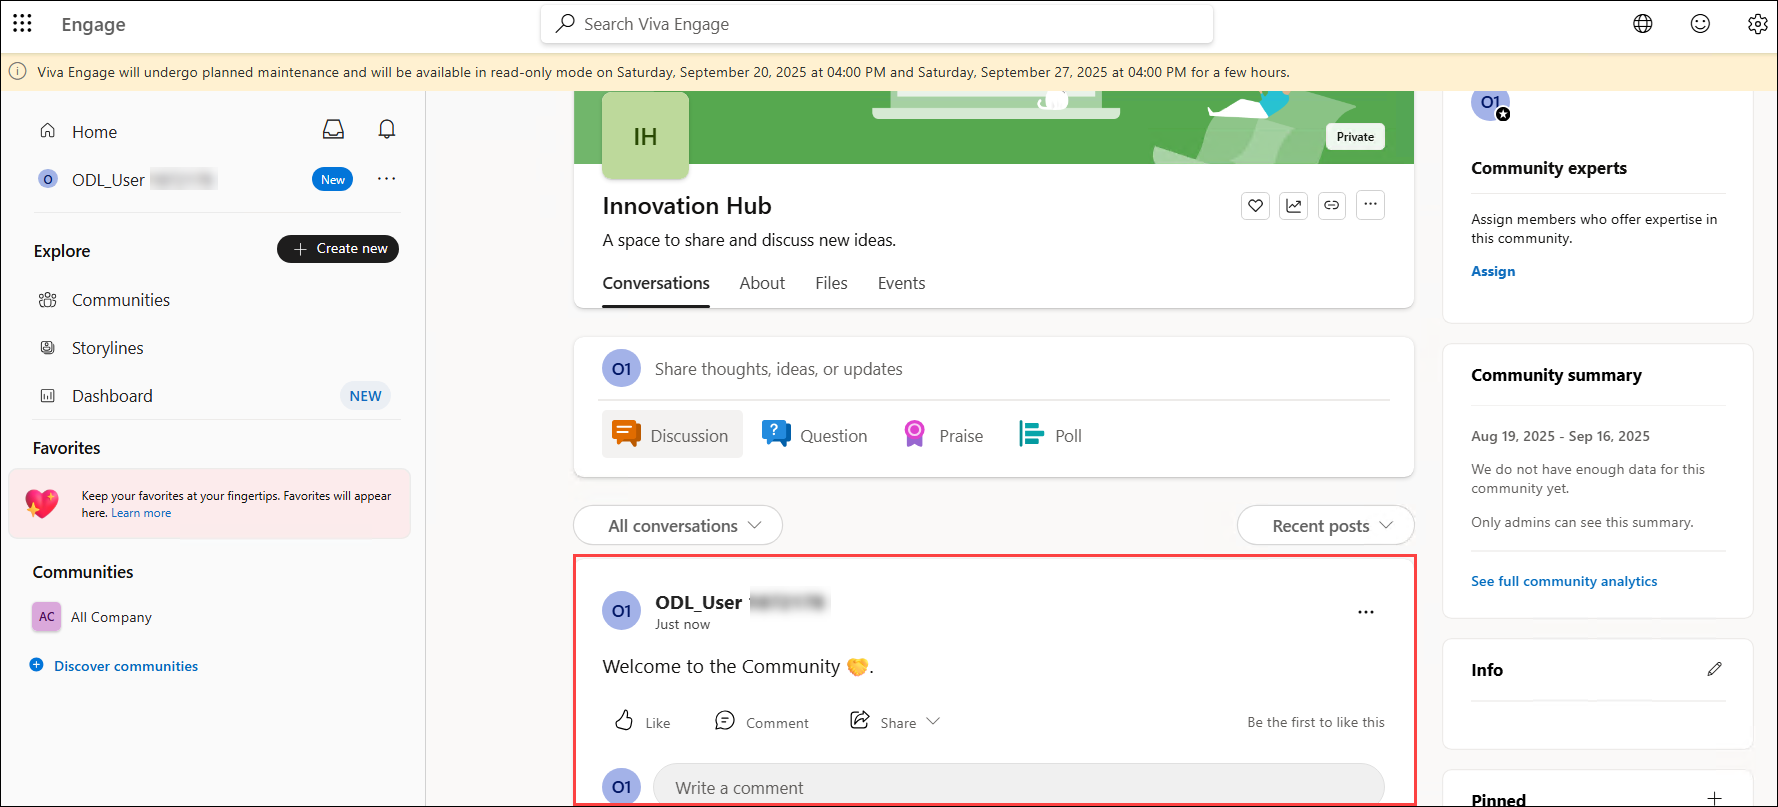 Engage
Search Viva Engage
Viva Engage will undergo planned maintenance and will be available in read-only mode on Saturday, September 20, 2025 at 04:00 PM and Saturday, September 27, 2025 at 04:00 PM for a few hours.
Home
O
ODL_User
New
Explore
Create new
Communities
Storylines
Dashboard
NEW
Favorites
Keep your favorites at your fingertips. Favorites will appear
here. Learn more
Communities
AC
All Company
Discover communities
IH
Private
Innovation Hub
A space to share and discuss new ideas.
Conversations
About
Files
Events
O1
Share thoughts, ideas, or updates
Discussion
Question
Praise
Poll
All conversations
Recent posts
O1
ODL_User
Just now
Welcome to the Community 🤝.
Like
Comment
Share
Be the first to like this
O1
Write a comment
O1
Community experts
Assign members who offer expertise in
this community.
Assign
Community summary
Aug 19, 2025 - Sep 16, 2025
We do not have enough data for this
community yet.
Only admins can see this summary.
See full community analytics
Info
Pinned